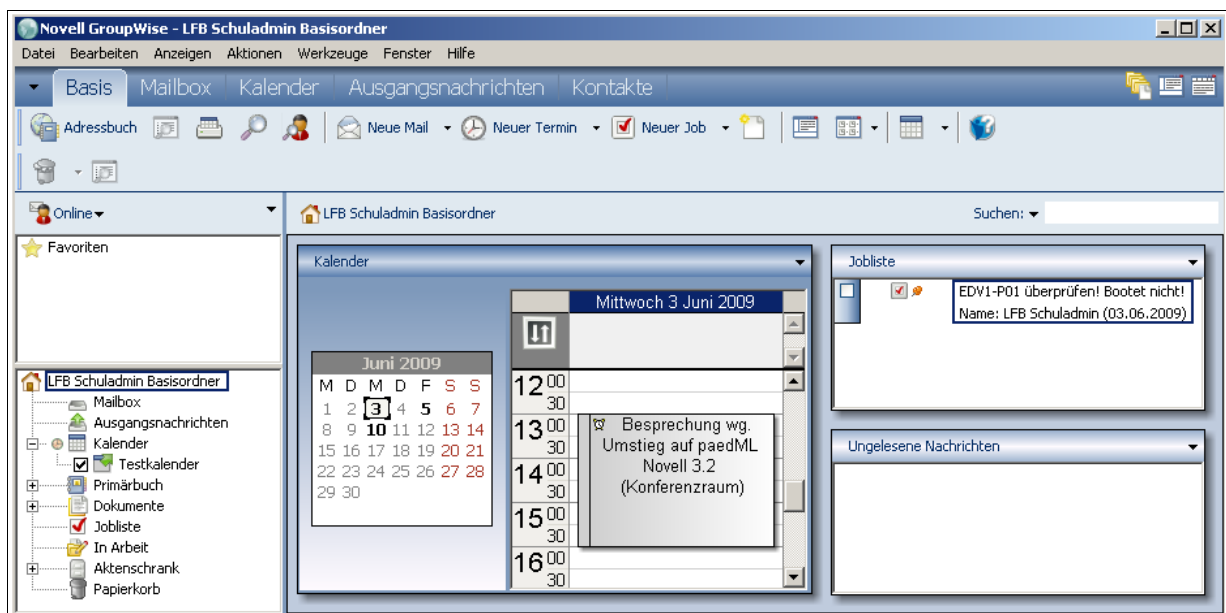 Novell GroupWise - LFB Schuladmin Basisordner
Datei Bearbeiten Anzeigen Aktionen Werkzeuge Fenster Hilfe
Basis Mailbox Kalender Ausgangsnachrichten Kontakte
Adressbuch Neue Mail Neuer Termin Neuer Job
Online
LFB Schuladmin Basisordner
Suchen:
Favoriten
LFB Schuladmin Basisordner
Mailbox
Ausgangsnachrichten
Kalender
Testkalender
Primärbuch
Dokumente
Jobliste
In Arbeit
Aktenschrank
Papierkorb
Kalender
Juni 2009
M D M D F S S
1 2 3 4 5 6 7
8 9 10 11 12 13 14
15 16 17 18 19 20 21
22 23 24 25 26 27 28
29 30
Mittwoch 3 Juni 2009
12 00
30
13 00
30
14 00
30
15 00
30
16 00
30
Besprechung wg.
Umstieg auf paedML
Novell 3.2
(Konferenzraum)
Jobliste
EDV1-P01 überprüfen! Bootet nicht!
Name: LFB Schuladmin (03.06.2009)
Ungelesene Nachrichten